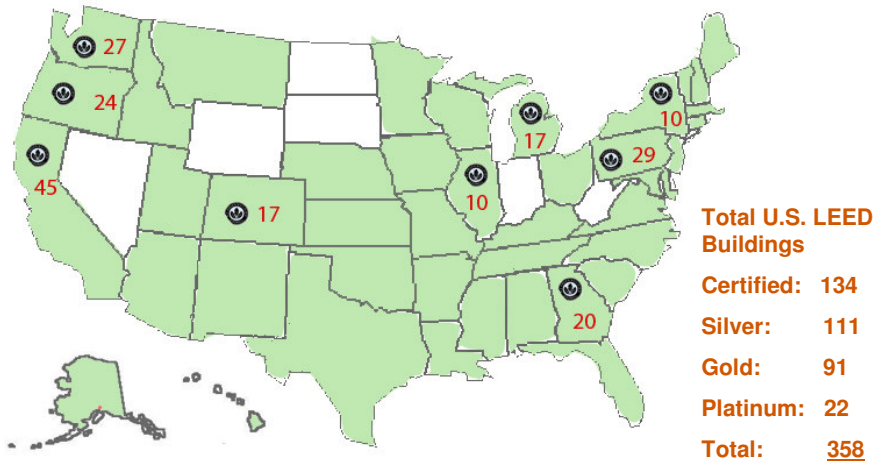 27
24
45
17
10
17
10
29
20
Total U.S. LEED
Buildings
Certified: 134
Silver: 111
Gold: 91
Platinum: 22
Total: 358